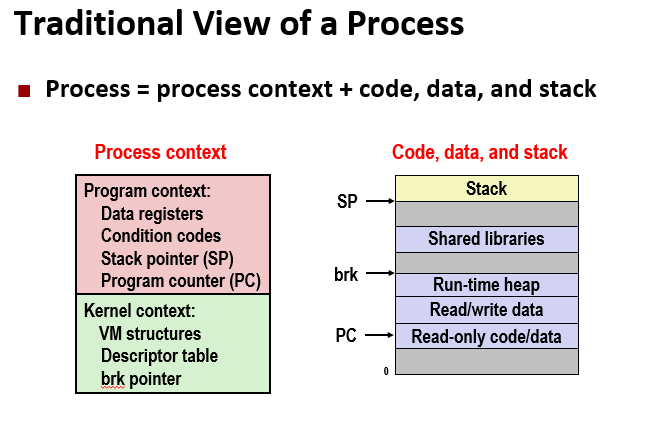 Traditional View of a Process
Process = process context + code, data, and stack
Process context
Program context:
Data registers
Condition codes
Stack pointer (SP)
Program counter (PC)
Kernel context:
VM structures
Descriptor table
brk pointer
Code, data, and stack
Stack
SP
Shared libraries
brk
Run-time heap
Read/write data
PC
Read-only code/data
0